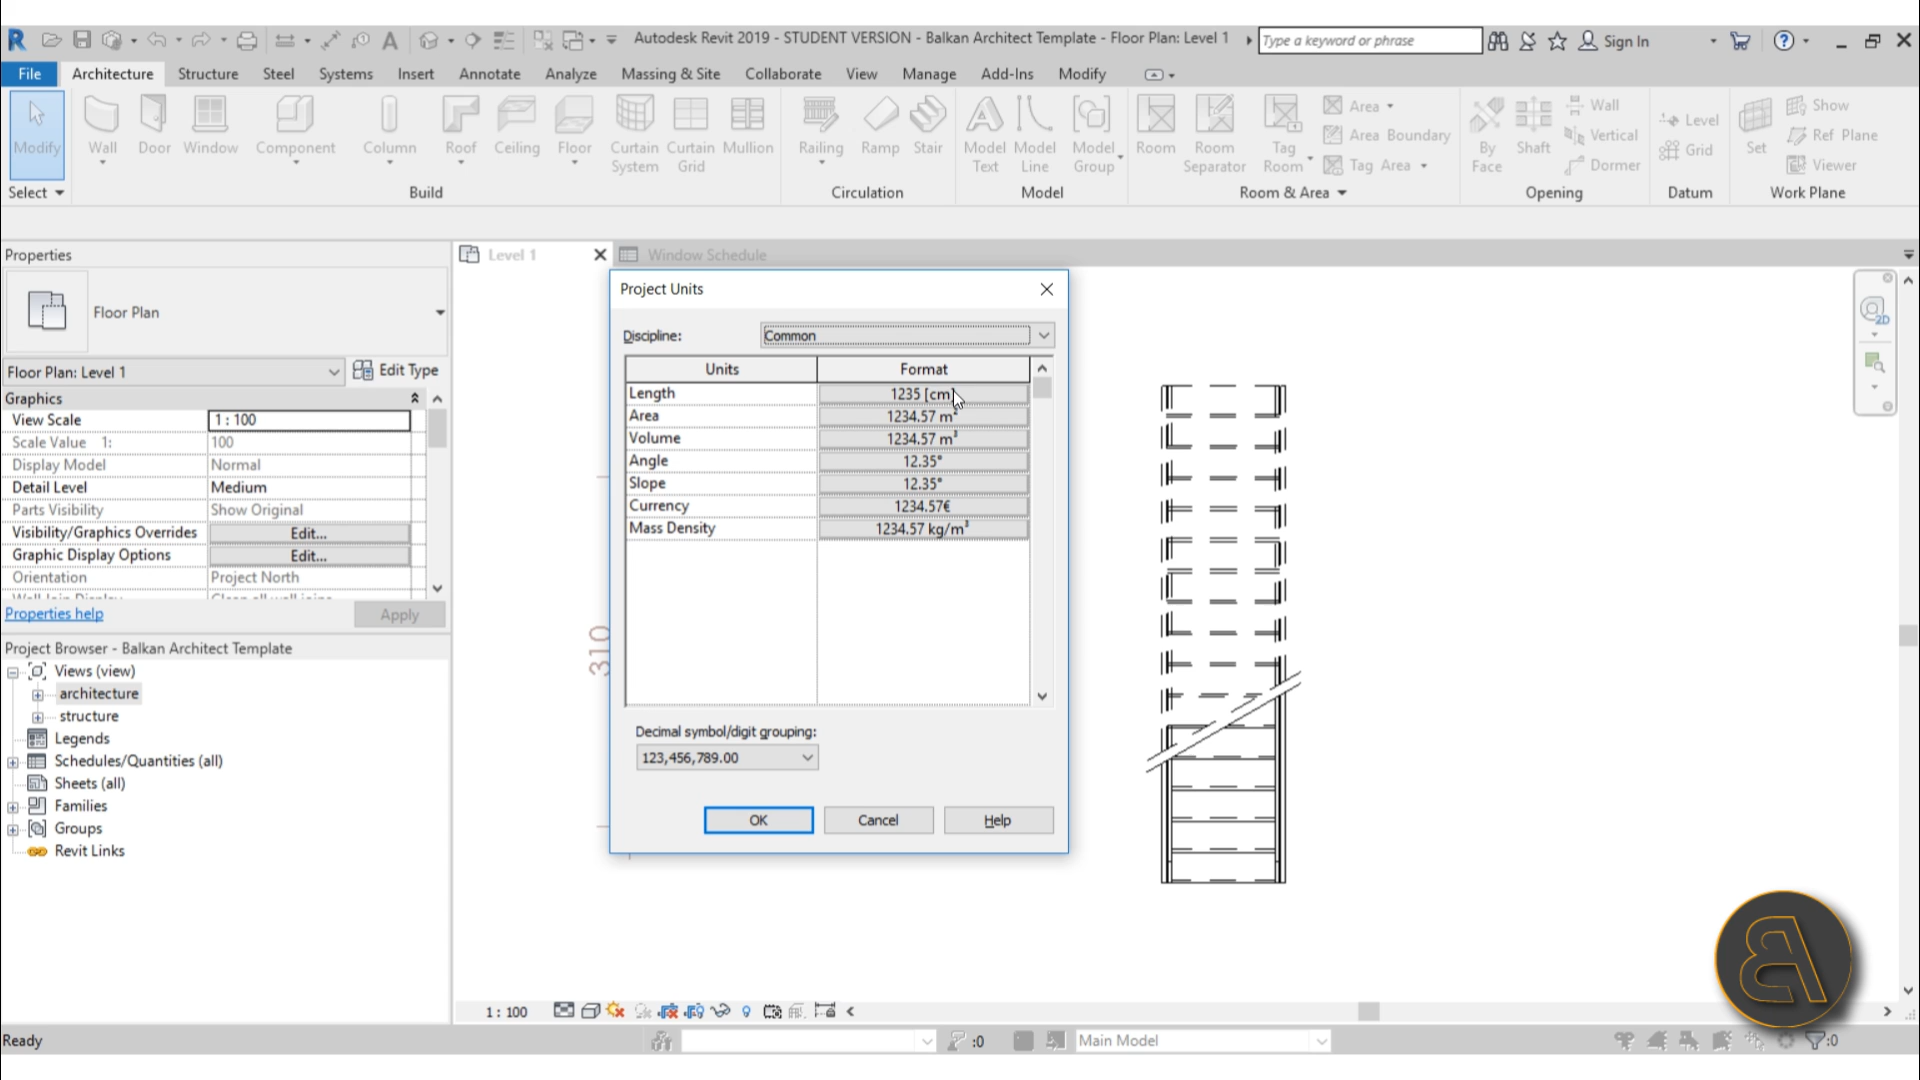 Autodesk Revit 2019 - STUDENT VERSION - Balkan Architect Template - Floor Plan: Level 1
Type a keyword or phrase
Sign In
File Architecture Structure Steel Systems Insert Annotate Analyze Massing & Site Collaborate View Manage Add-Ins Modify
Modify
Wall
Door
Window
Component
Column
Roof
Ceiling
Floor
Curtain System
Curtain Grid
Mullion
Railing
Ramp
Stair
Model Text
Model Line
Model Group
Room
Room Separator
Tag Room
Area
Area Boundary
Tag Area
By Face
Shaft
Wall
Vertical
Dormer
Level
Grid
Set
Show
Ref Plane
Viewer
Select Build Circulation Model Room & Area Opening Datum Work Plane
Properties
Floor Plan
Floor Plan: Level 1 Edit Type
Graphics
View Scale 1 : 100
Scale Value 1: 100
Display Model Normal
Detail Level Medium
Parts Visibility Show Original
Visibility/Graphics Overrides Edit...
Graphic Display Options Edit...
Orientation Project North
Properties help Apply
Project Browser - Balkan Architect Template
Views (view)
architecture
structure
Legends
Schedules/Quantities (all)
Sheets (all)
Families
Groups
Revit Links
Level 1
Window Schedule
2D
310
Project Units
Discipline: Common
Units Format
Length 1235 [cm]
Area 1234.57 m²
Volume 1234.57 m³
Angle 12.35°
Slope 12.35°
Currency 1234.57€
Mass Density 1234.57 kg/m³
Decimal symbol/digit grouping:
123,456,789.00
OK Cancel Help
1 : 100
Ready
:0
Main Model
:0